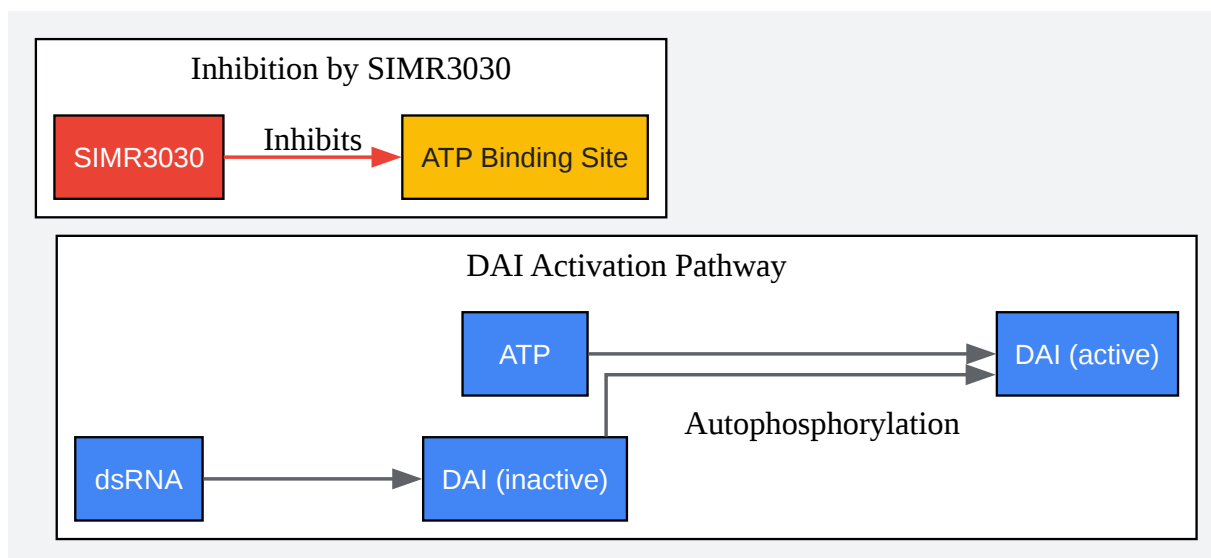 Inhibition by SIMR3030
SIMR3030
Inhibits
ATP Binding Site
DAI Activation Pathway
ATP
DAI (active)
Autophosphorylation
dsRNA
DAI (inactive)